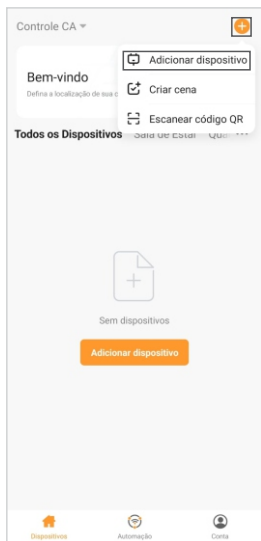 Controle CA
Adicionar dispositivo
Bem-vindo
Criar cena
Defina a localização de sua c
Escanear código QR
Todos os Dispositivos Sala de Estar Qua
Sem dispositivos
Adicionar dispositivo
Dispositivos Automação Conta